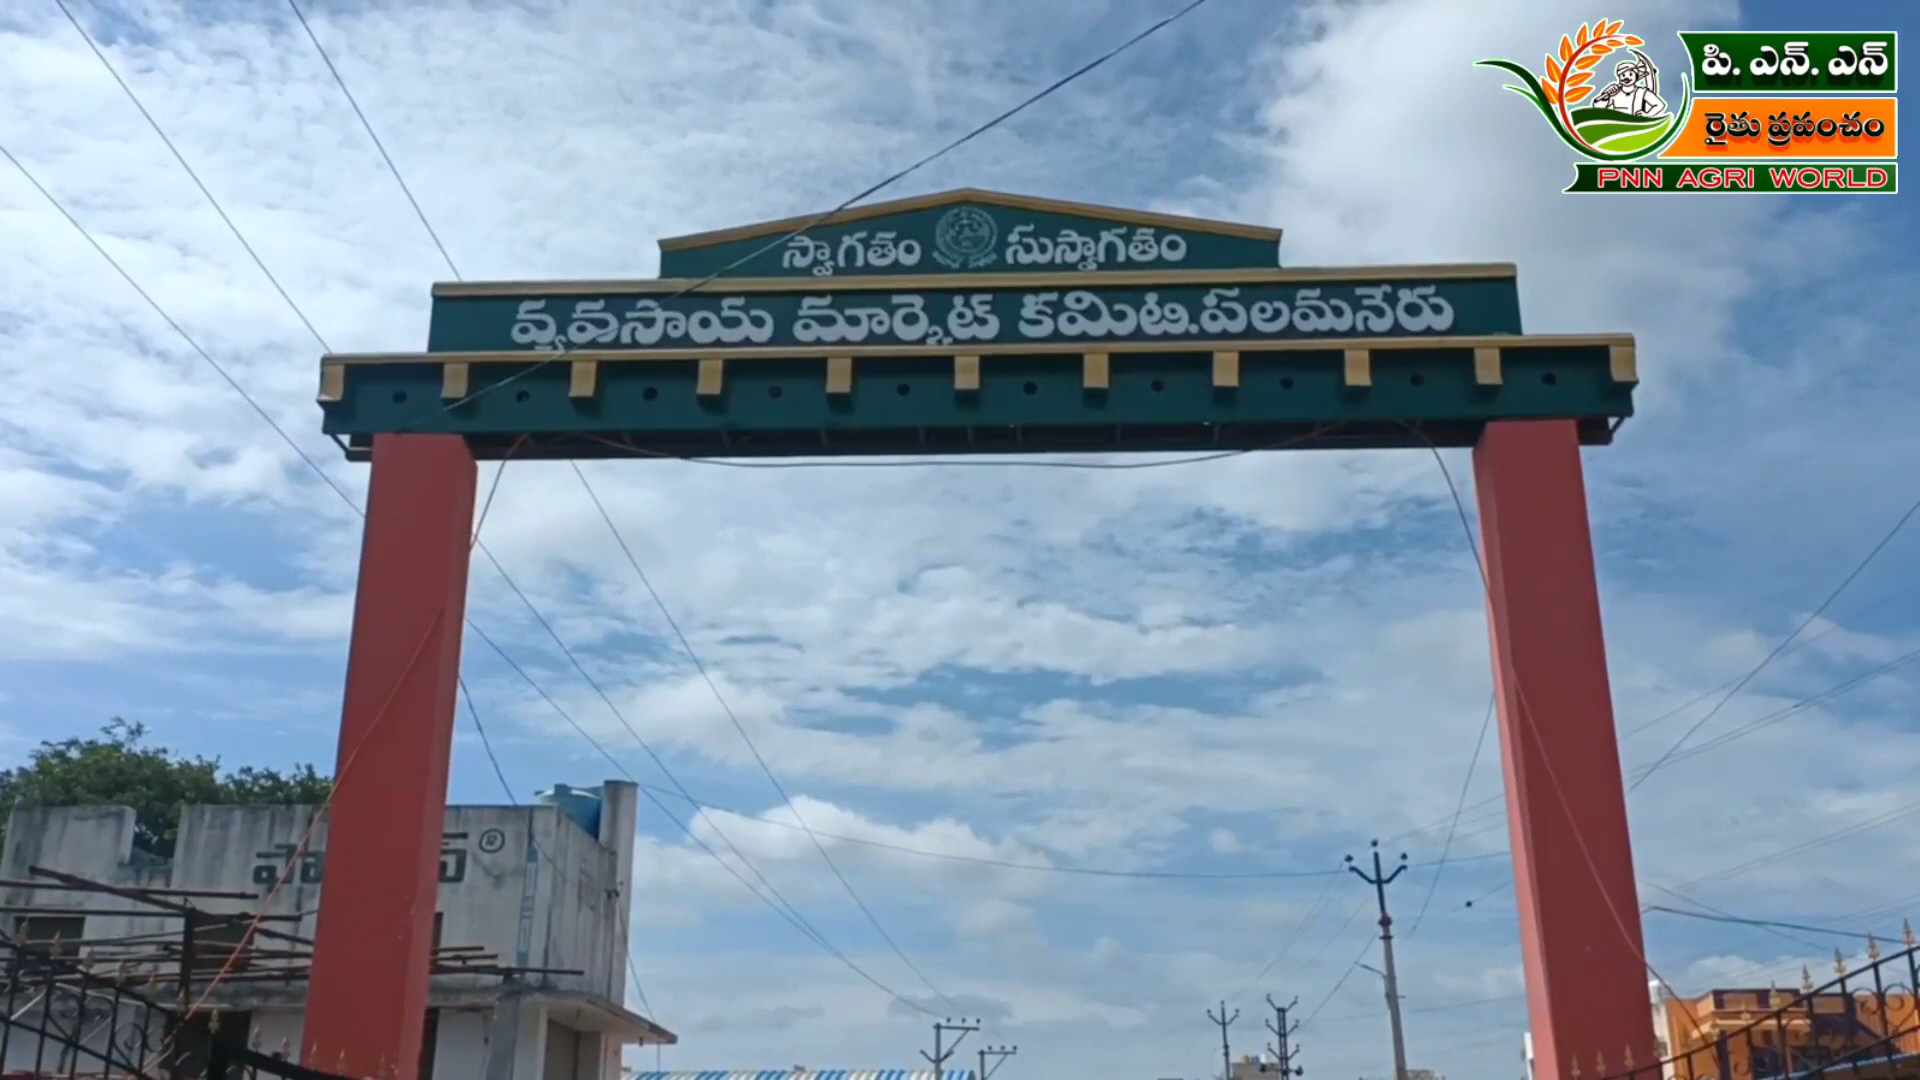 పి. ఎన్. ఎన్
రైతు ప్రపంచం
PNN AGRI WORLD
స్వాగతం సుస్వాగతం
వ్యవసాయ మార్కెట్ కమిటి.పలమనేరు